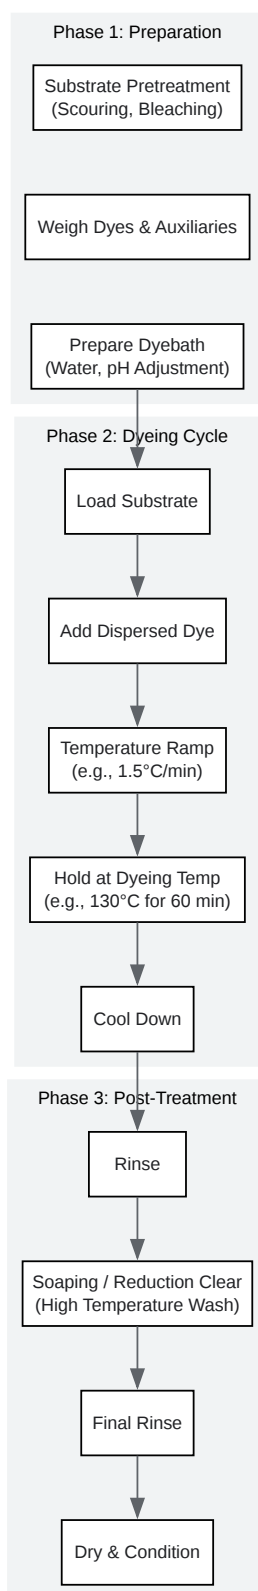 Phase 1: Preparation
Substrate Pretreatment
(Scouring, Bleaching)
Weigh Dyes & Auxiliaries
Prepare Dyebath
(Water, pH Adjustment)
Phase 2: Dyeing Cycle
Load Substrate
Add Dispersed Dye
Temperature Ramp
(e.g., 1.5°C/min)
Hold at Dyeing Temp
(e.g., 130°C for 60 min)
Cool Down
Phase 3: Post-Treatment
Rinse
Soaping / Reduction Clear
(High Temperature Wash)
Final Rinse
Dry & Condition